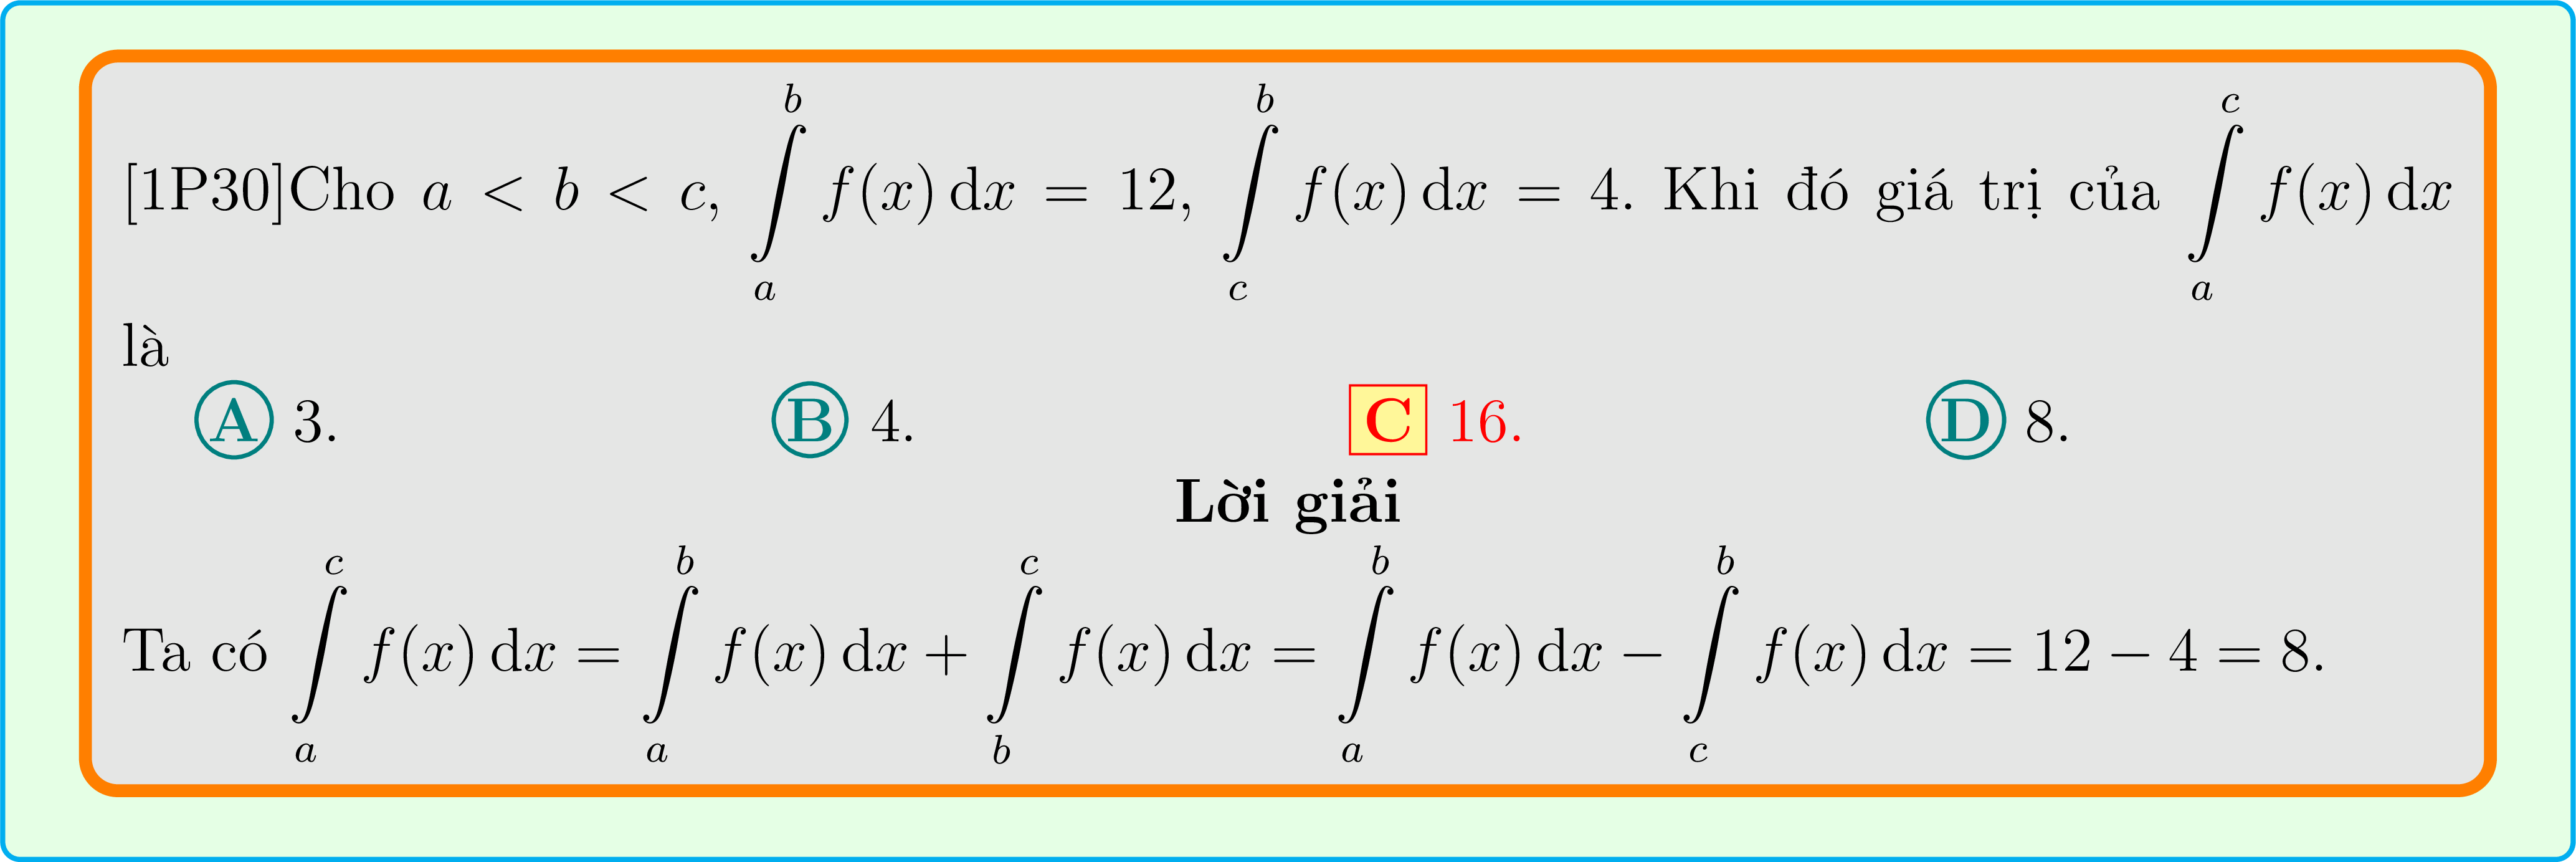 [1P30]Cho $a < b < c$, $\int\limits_a^b f(x)\,\mathrm{d}x = 12$, $\int\limits_c^b f(x)\,\mathrm{d}x = 4$. Khi đó giá trị của $\int\limits_a^c f(x)\,\mathrm{d}x$
là
A 3. B 4. C 16. D 8.
Lời giải
Ta có $\int\limits_a^c f(x)\,\mathrm{d}x = \int\limits_a^b f(x)\,\mathrm{d}x + \int\limits_b^c f(x)\,\mathrm{d}x = \int\limits_a^b f(x)\,\mathrm{d}x - \int\limits_c^b f(x)\,\mathrm{d}x = 12 - 4 = 8.$